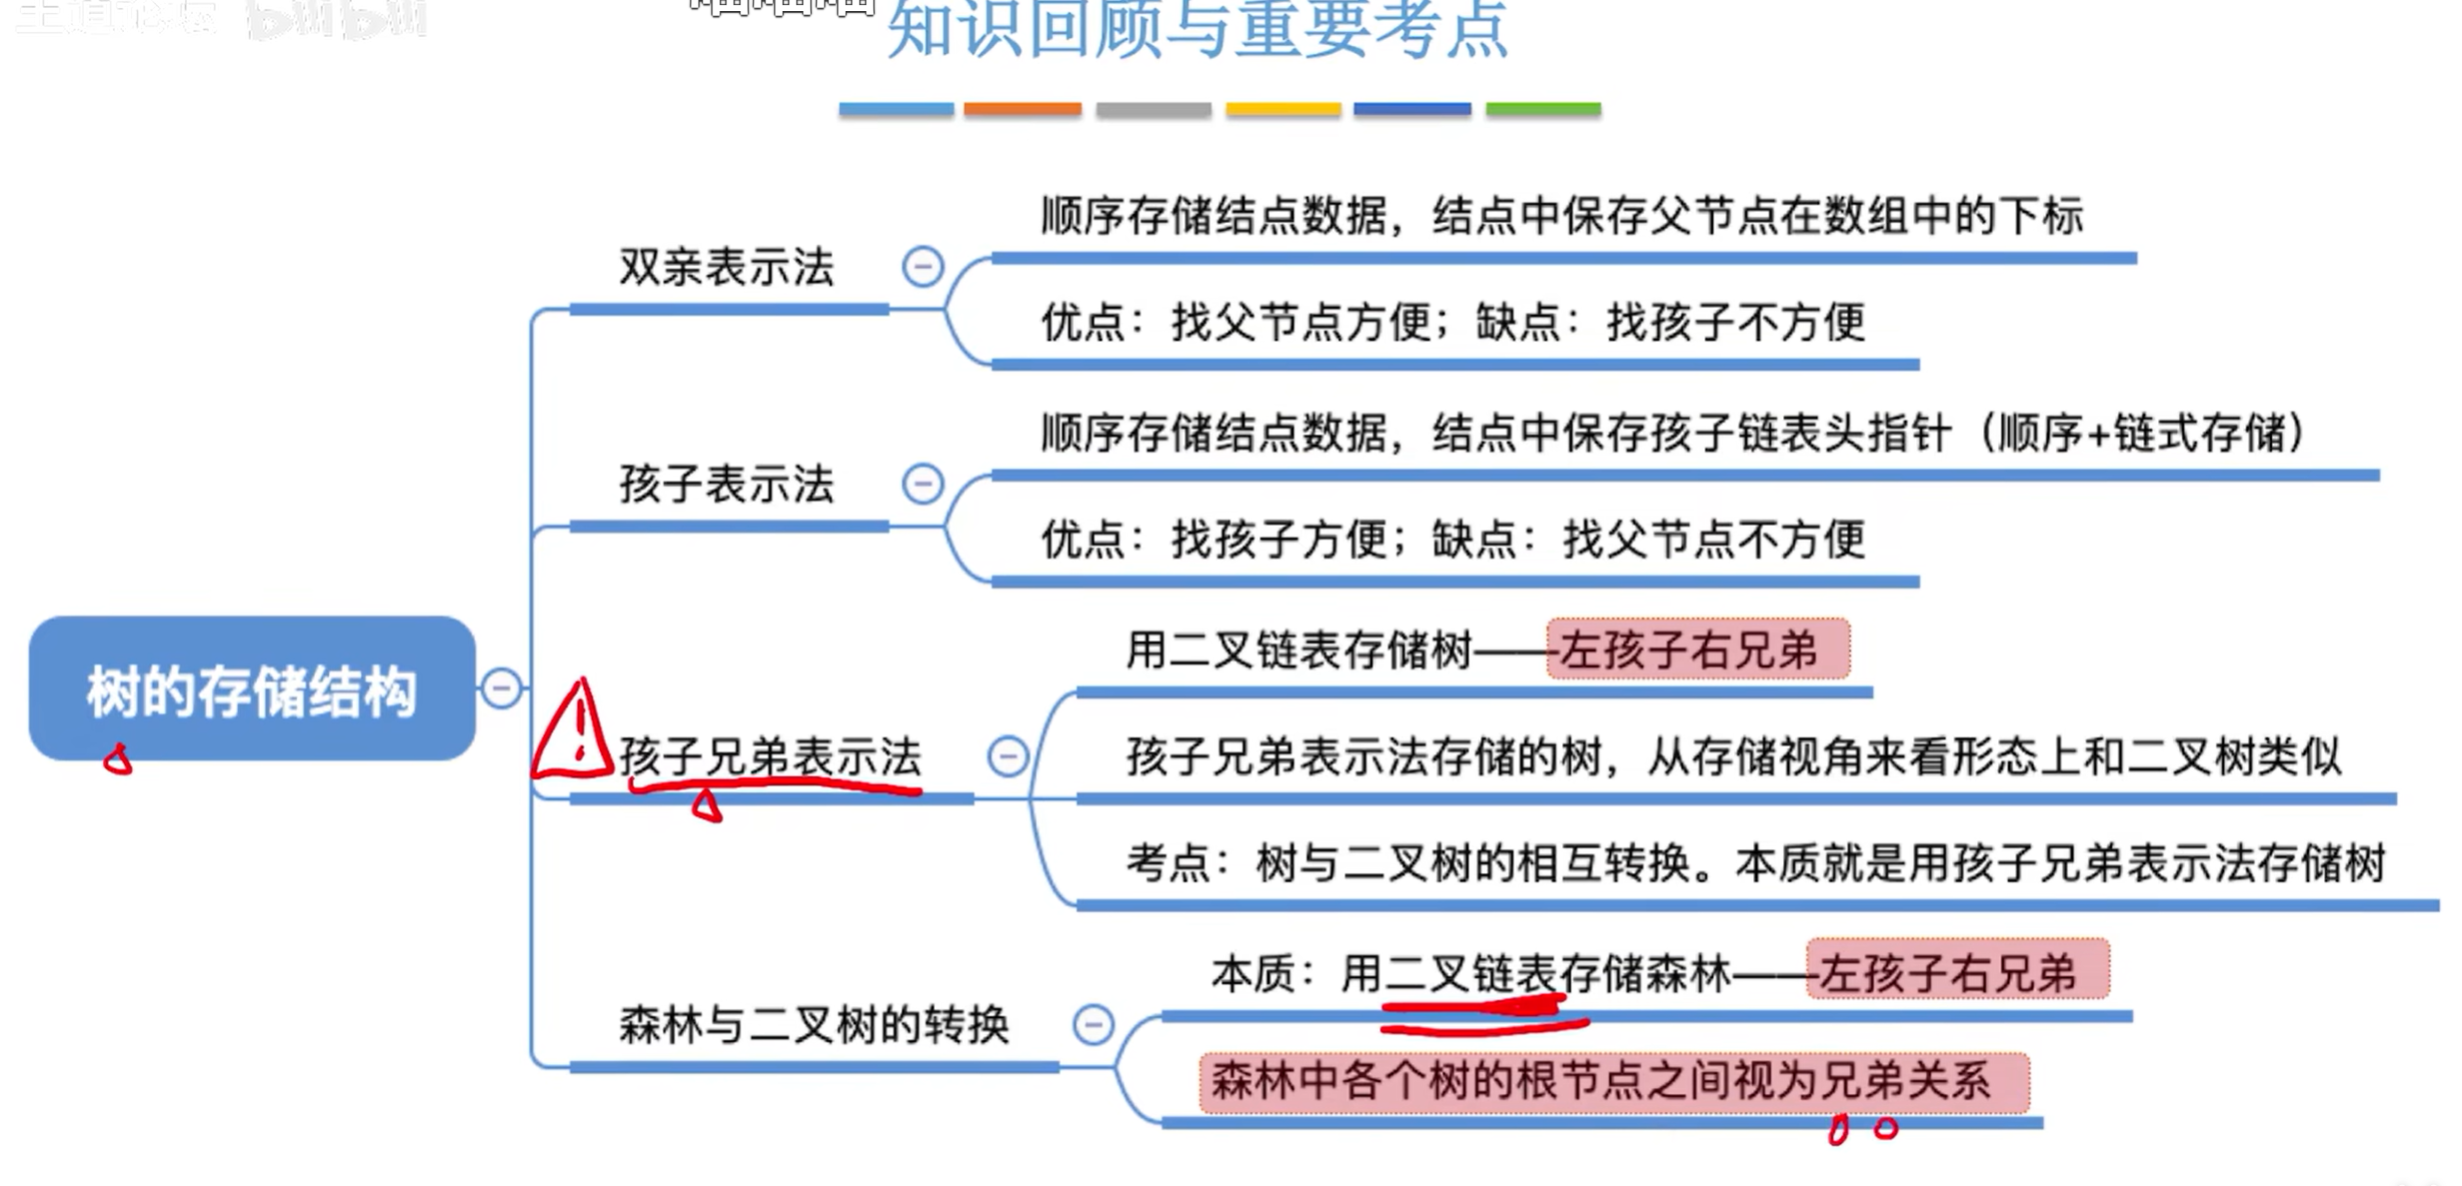 知识回顾与重要考点
顺序存储结点数据，结点中保存父节点在数组中的下标
双亲表示法
优点：找父节点方便；缺点：找孩子不方便
顺序存储结点数据，结点中保存孩子链表头指针（顺序+链式存储）
孩子表示法
优点：找孩子方便；缺点：找父节点不方便
树的存储结构
用二叉链表存储树——左孩子右兄弟
孩子兄弟表示法
孩子兄弟表示法存储的树，从存储视角来看形态上和二叉树类似
考点：树与二叉树的相互转换。本质就是用孩子兄弟表示法存储树
本质：用二叉链表存储森林——左孩子右兄弟
森林与二叉树的转换
森林中各个树的根节点之间视为兄弟关系